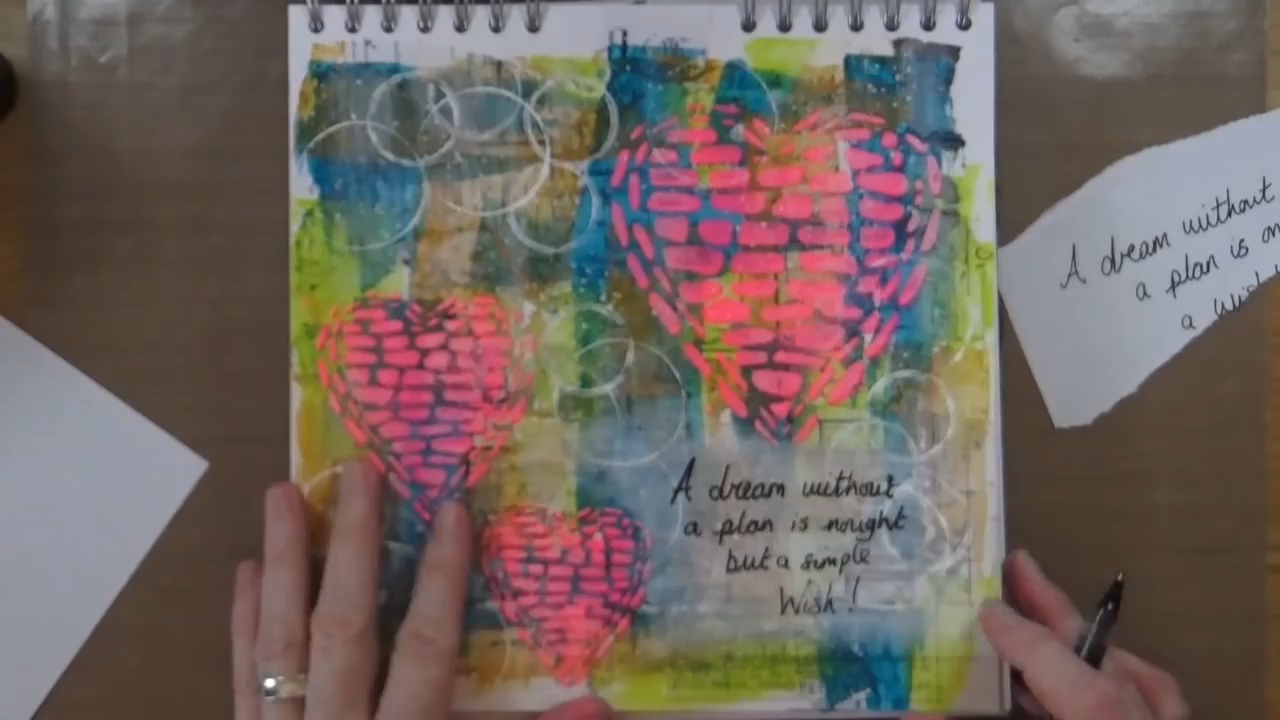 A dream without
a plan is nought
but a simple
Wish!
A dream without
a plan is
a